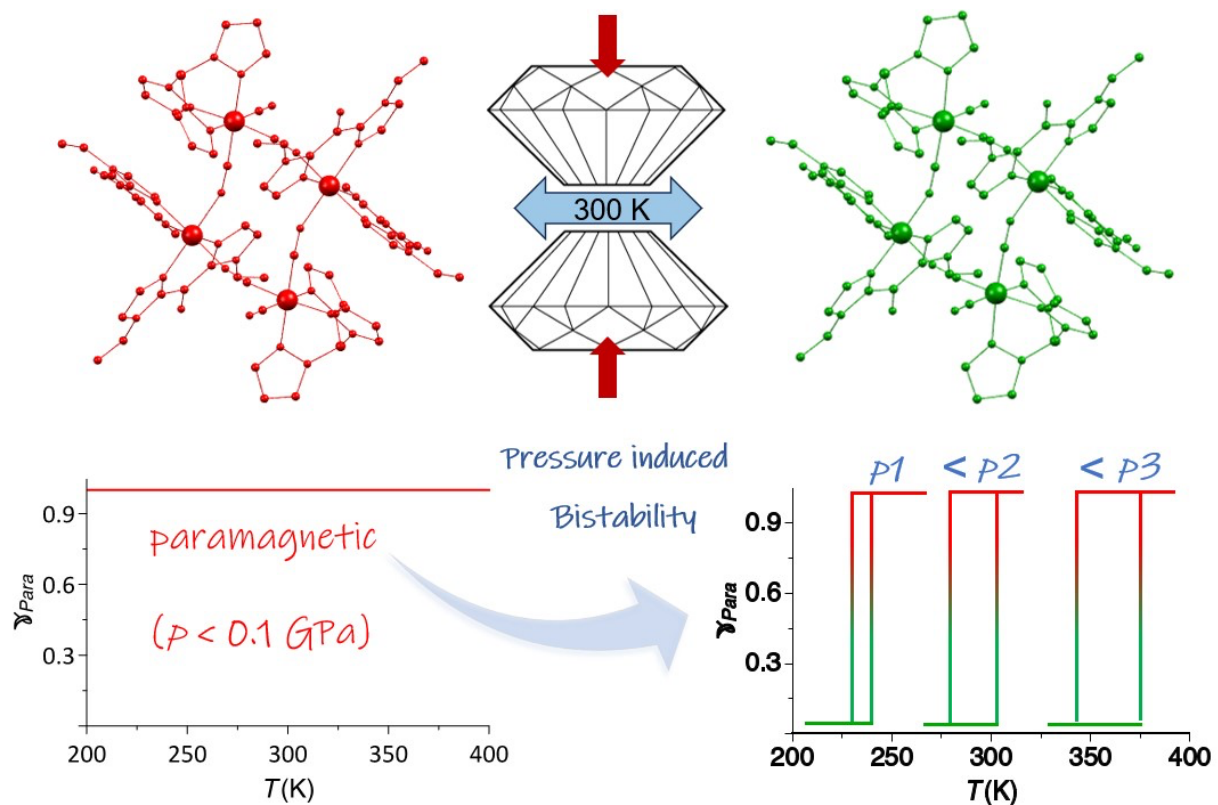 300 K
Pressure induced
Bistability
paramagnetic
(p < 0.1 GPa)
γPara
0.9
0.6
0.3
200 250 300 350 400
T(K)
p1 < p2 < p3
γPara
0.9
0.6
0.3
200 250 300 350 400
T(K)